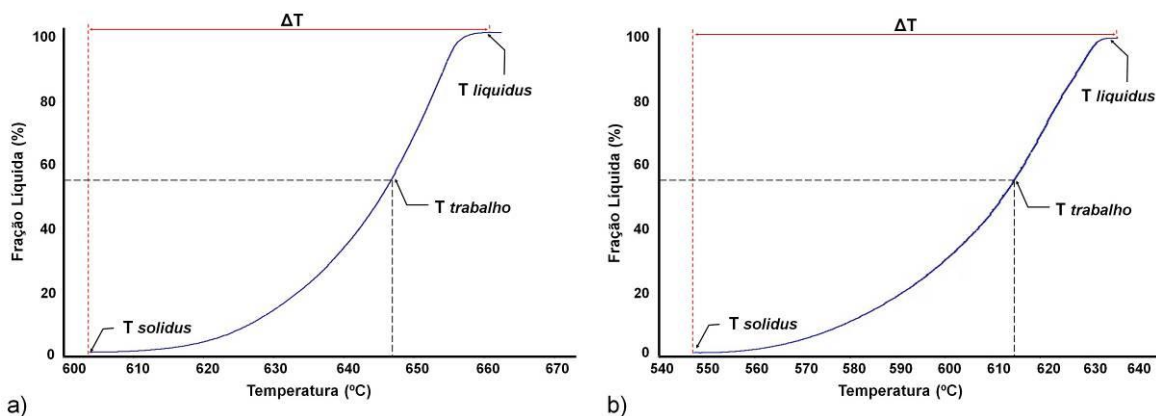 ΔT
100
80
60
40
20
0
Fração Líquida (%)
T liquidus
T trabalho
T solidus
600 610 620 630 640 650 660 670
Temperatura (ºC)
a)
ΔT
100
80
60
40
20
0
Fração Líquida (%)
T liquidus
T trabalho
T solidus
540 550 560 570 580 590 600 610 620 630 640
Temperatura (ºC)
b)